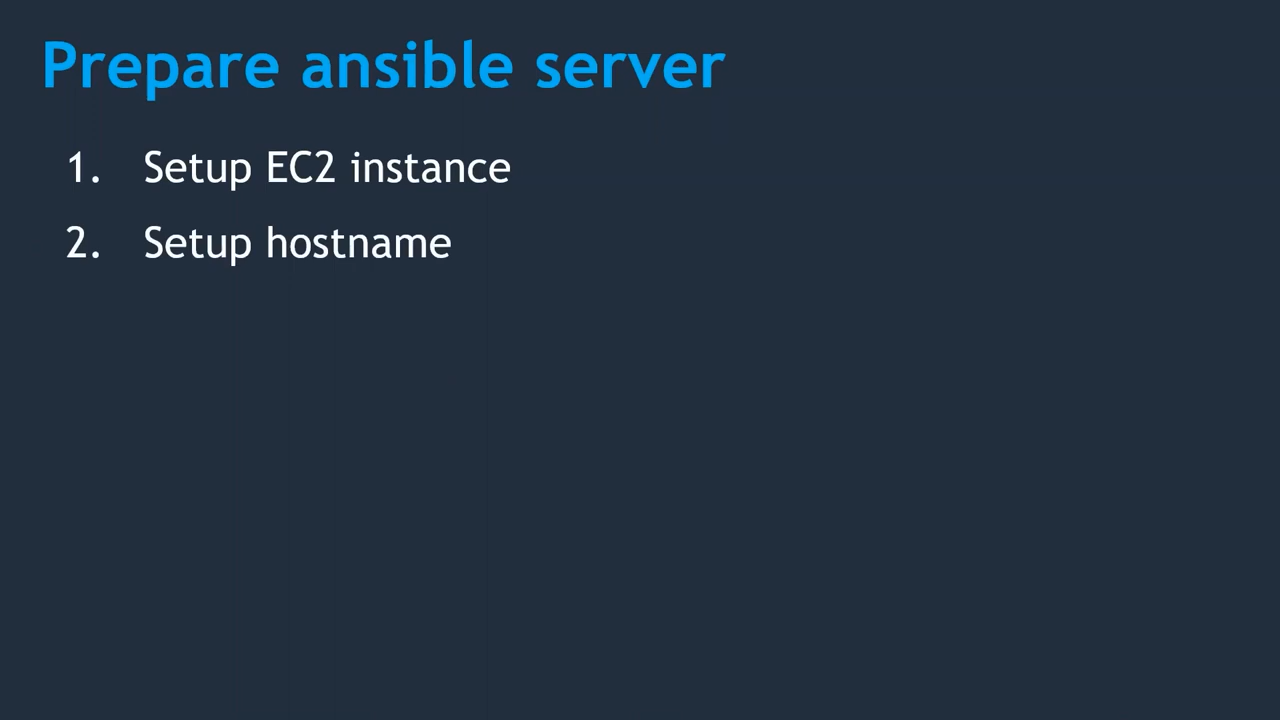 Prepare ansible server
1. Setup EC2 instance
2. Setup hostname